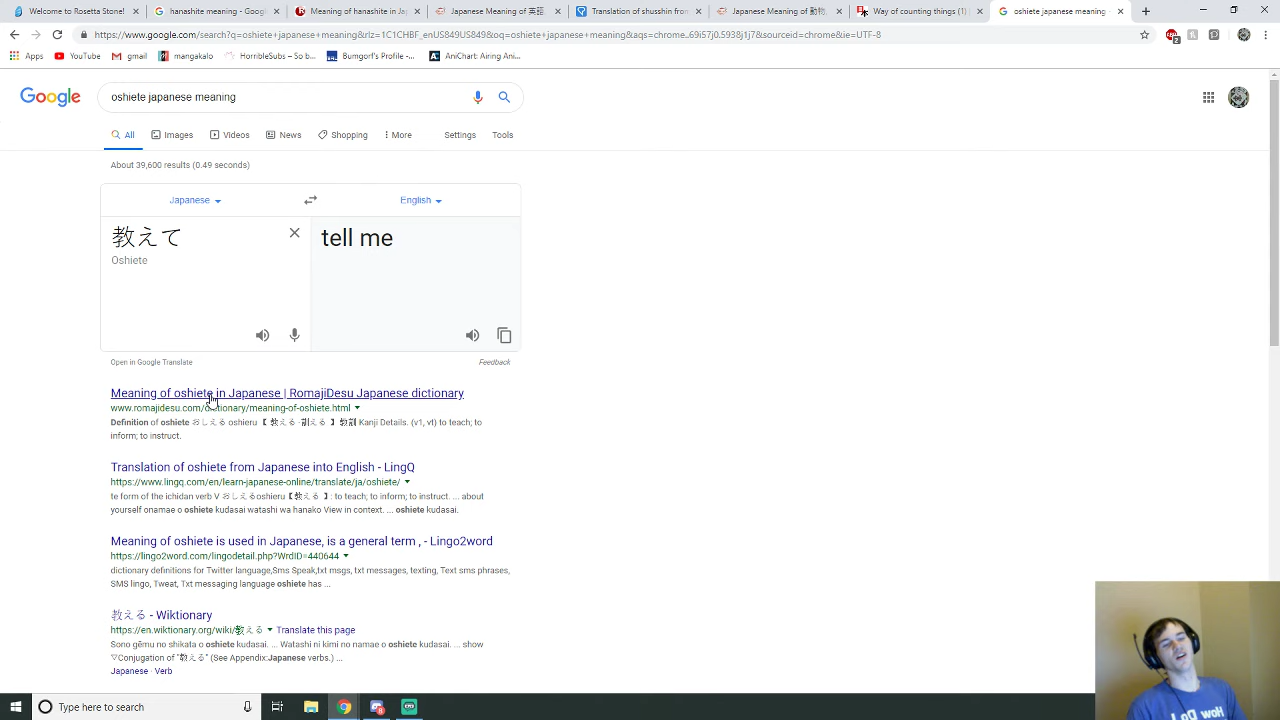 Welcome to Rosetta Stone!
hanashite meaning - Goog
Meaning of hanashite in Jap
Japanese Meaning of 英語
Translation of shusshin from
Japanese Meaning of 動物
Way of counting things (1)
oshiete japanese meaning
https://www.google.com/search?q=oshiete+japanese+meaning&rlz=1C1CHBF_enUS849US849&oq=oshiete+japanese+meaning&aqs=chrome..69i57j0.5938j1j7&sourceid=chrome&ie=UTF-8
Apps
YouTube
gmail
mangakalo
HorribleSubs – So b...
Bumgorf's Profile -...
AniChart: Airing Ani...
Google
oshiete japanese meaning
All
Images
Videos
News
Shopping
More
Settings
Tools
About 39,600 results (0.49 seconds)
Japanese
English
教えて
tell me
Oshiete
Open in Google Translate
Feedback
Meaning of oshiete in Japanese | RomajiDesu Japanese dictionary
www.romajidesu.com/dictionary/meaning-of-oshiete.html
Definition of oshiete おしえる oshieru 【 教える·訓える 】 教訓 Kanji Details. (v1, vt) to teach; to
inform; to instruct.
Translation of oshiete from Japanese into English - LingQ
https://www.lingq.com/en/learn-japanese-online/translate/ja/oshiete/
te form of the ichidan verb V おしえるoshieru【 教える 】: to teach; to inform; to instruct. ... about
yourself onamae o oshiete kudasai watashi wa hanako View in context. ... oshiete kudasai.
Meaning of oshiete is used in Japanese, is a general term , - Lingo2word
https://lingo2word.com/lingodetail.php?WrdID=440644
dictionary definitions for Twitter language,Sms Speak,txt msgs, txt messages, texting, Text sms phrases,
SMS lingo, Tweat, Txt messaging language oshiete has ...
教える - Wiktionary
https://en.wiktionary.org/wiki/教える
Translate this page
Sono gēmu no shikata o oshiete kudasai. ... Watashi ni kimi no namae o oshiete kudasai. ... show
▽Conjugation of "教える" (See Appendix:Japanese verbs.) ...
Japanese · Verb
Type here to search